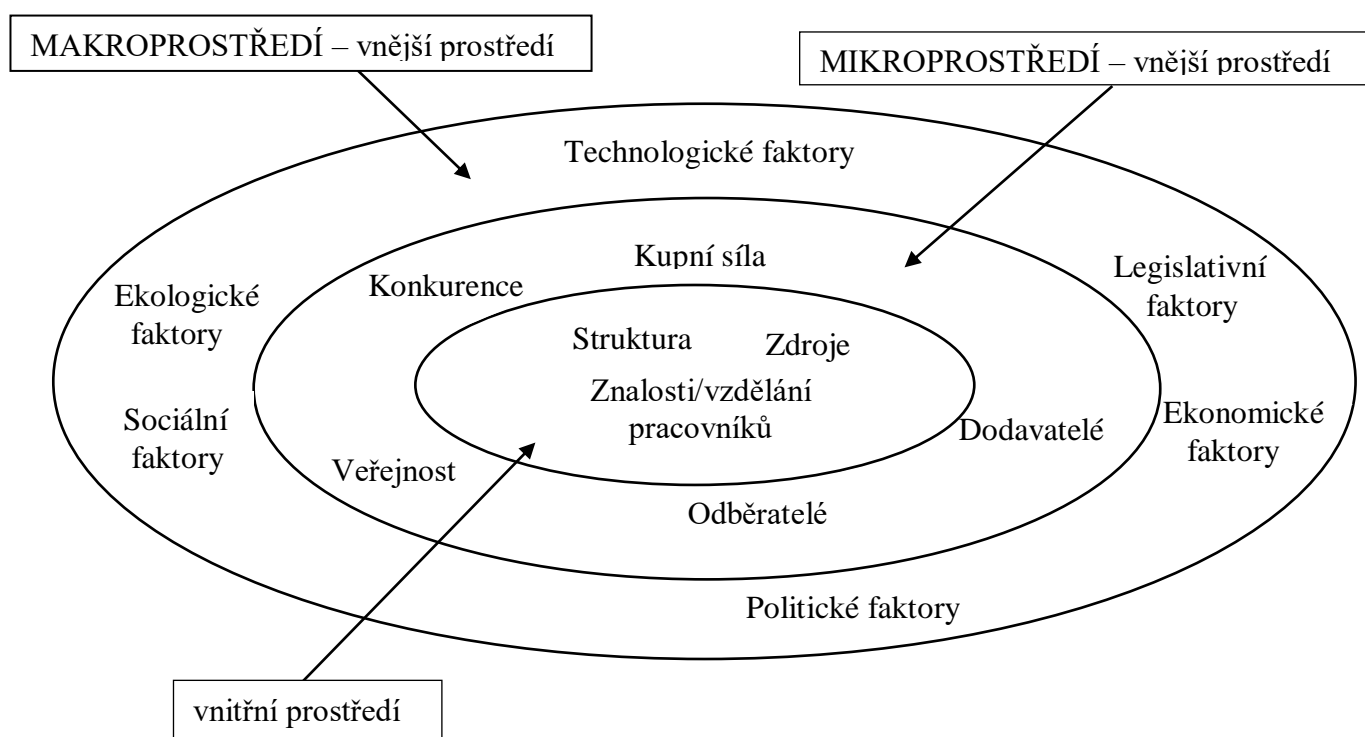 MAKROPROSTŘEDÍ – vnější prostředí
MIKROPROSTŘEDÍ – vnější prostředí
Technologické faktory
Kupní síla
Legislativní
faktory
Konkurence
Ekologické
faktory
Struktura
Zdroje
Znalosti/vzdělání
pracovníků
Sociální
faktory
Ekonomické
faktory
Dodavatelé
Veřejnost
Odběratelé
Politické faktory
vnitřní prostředí